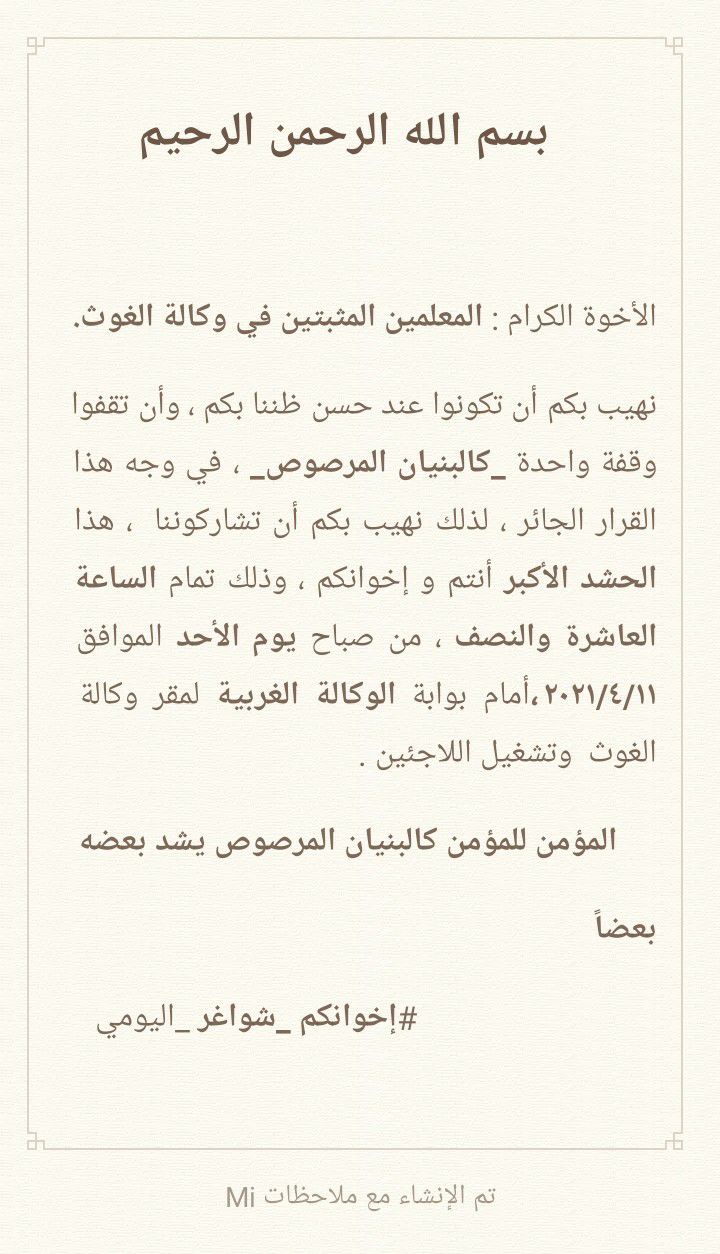 بسم الله الرحمن الرحيم
الأخوة الكرام : المعلمين المثبتين في وكالة الغوث.
نهيب بكم أن تكونوا عند حسن ظننا بكم ، وأن تقفوا
وقفة واحدة _كالبنيان المرصوص_ ، في وجه هذا
القرار الجائر ، لذلك نهيب بكم أن تشاركوننا ، هذا
الحشد الأكبر أنتم و إخوانكم ، وذلك تمام الساعة
العاشرة والنصف ، من صباح يوم الأحد الموافق
٢٠٢١/٤/١١ ،أمام بوابة الوكالة الغربية لمقر وكالة
الغوث وتشغيل اللاجئين .
المؤمن للمؤمن كالبنيان المرصوص يشد بعضه
بعضاً
#إخوانكم _شواغر _اليومي
تم الإنشاء مع ملاحظات Mi